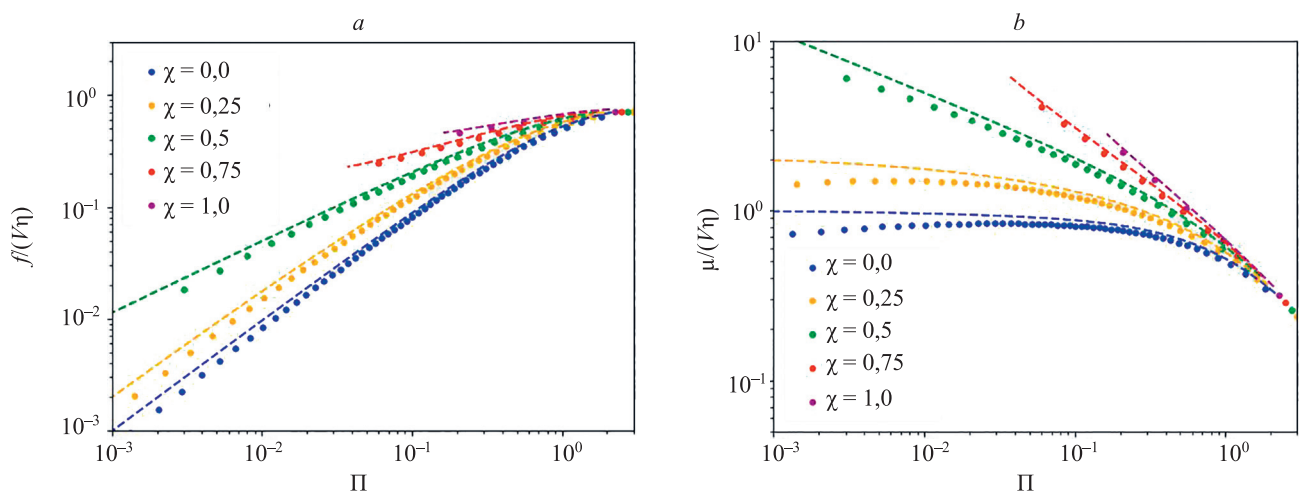 a
f/(Vη)
10⁰
10⁻¹
10⁻²
10⁻³
χ = 0,0
χ = 0,25
χ = 0,5
χ = 0,75
χ = 1,0
10⁻³ 10⁻² 10⁻¹ 10⁰
Π
b
μ/(Vη)
10¹
10⁰
10⁻¹
χ = 0,0
χ = 0,25
χ = 0,5
χ = 0,75
χ = 1,0
10⁻³ 10⁻² 10⁻¹ 10⁰
Π